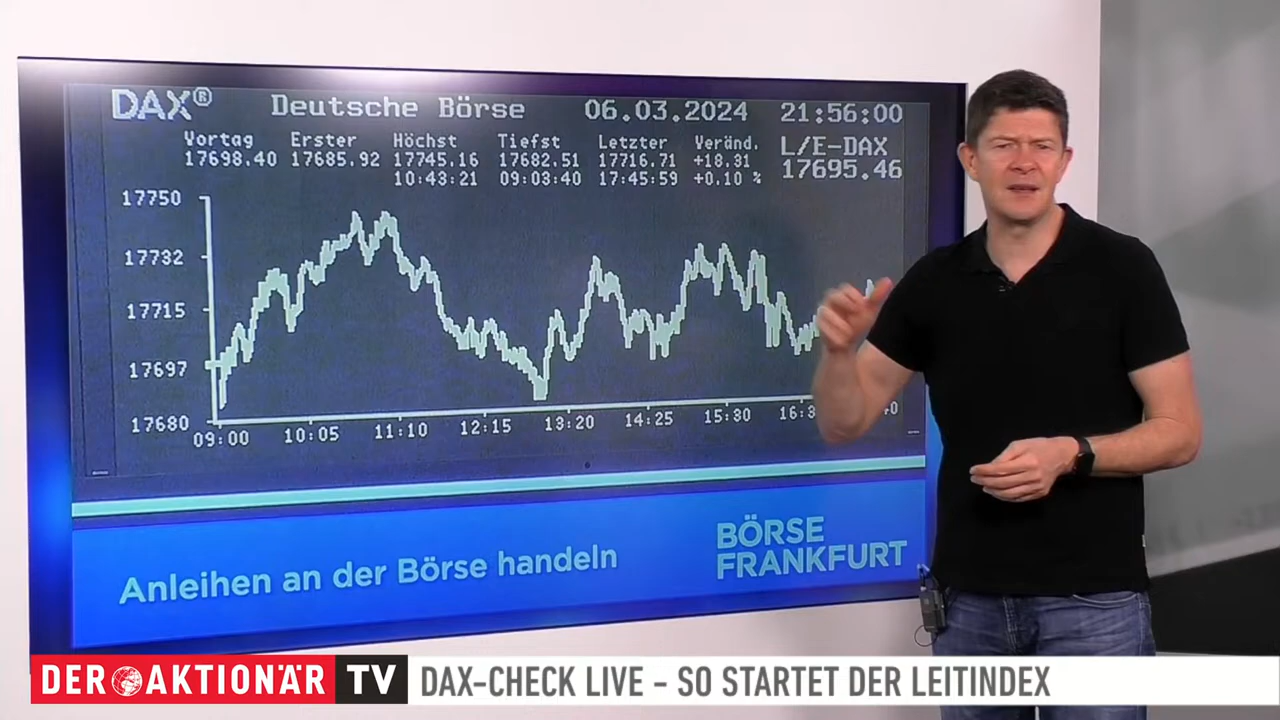 DAX® Deutsche Börse 06.03.2024 21:56:00
Vortag Erster Höchst Tiefst Letzter Veränd. L/E-DAX
17698.40 17685.92 17745.16 17682.51 17716.71 +18.31 17695.46
10:43:21 09:03:40 17:45:59 +0.10 %
17750
17732
17715
17697
17680
09:00 10:05 11:10 12:15 13:20 14:25 15:30 16:3 40
Anleihen an der Börse handeln
BÖRSE
FRANKFURT
DER AKTIONÄR TV DAX-CHECK LIVE – SO STARTET DER LEITINDEX